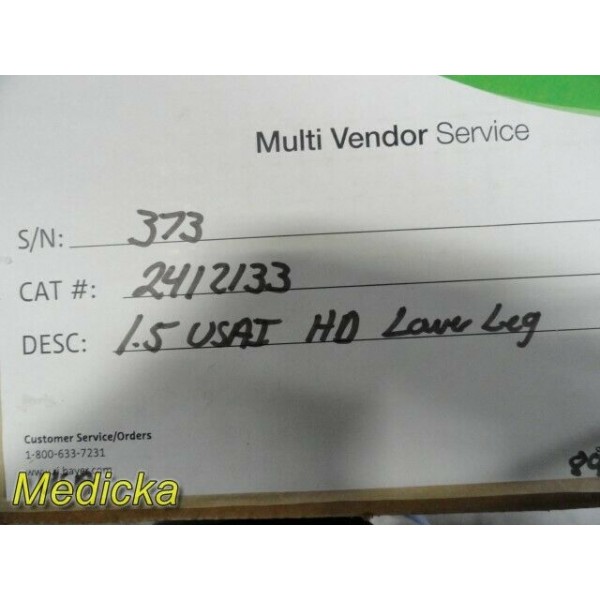 Multi Vendor Service
S/N: 373
CAT #: 2412133
DESC: 1.5 USAI HD Lower Leg
Customer Service/Orders
1-800-633-7231
Medicka